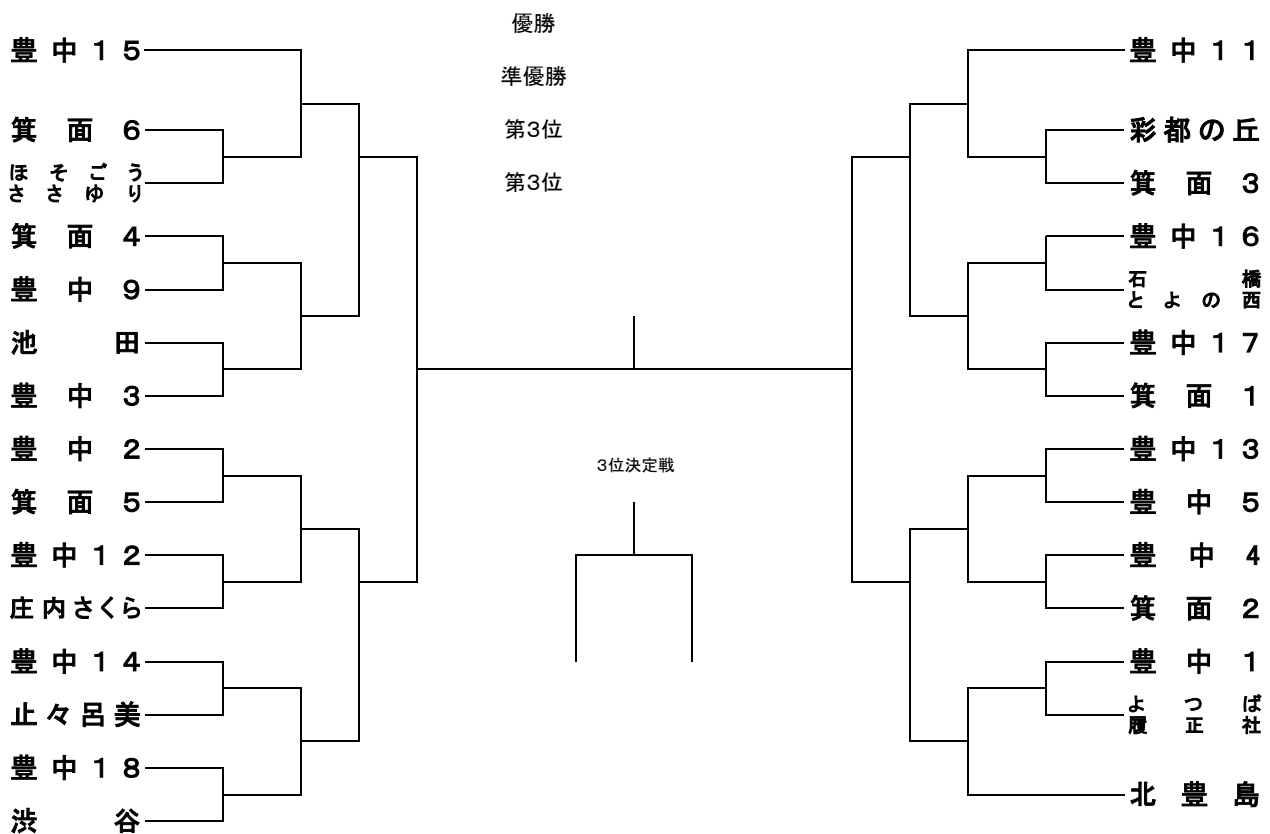 優勝
準優勝
第3位
第3位
豊中15
箕面6
ほそごう
ささゆり
箕面4
豊中9
池田
豊中3
豊中2
箕面5
豊中12
庄内さくら
豊中14
止々呂美
豊中18
渋谷
3位決定戦
豊中11
彩都の丘
箕面3
豊中16
石橋
とよの西
豊中17
箕面1
豊中13
豊中5
豊中4
箕面2
豊中1
よつば
履正社
北豊島